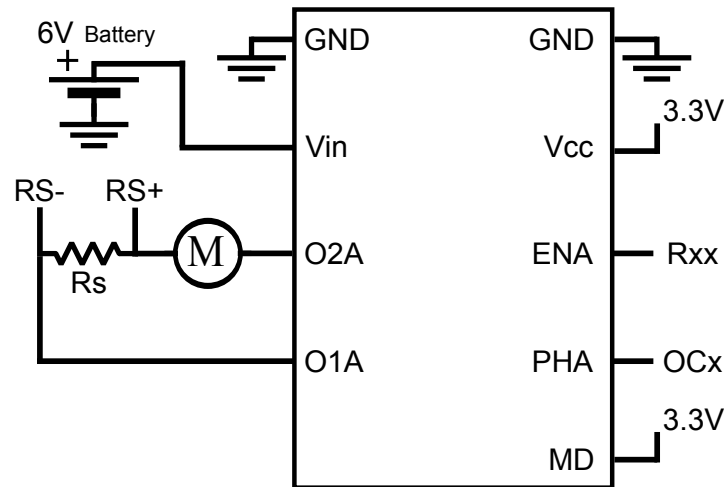 6V Battery
+
GND
GND
3.3V
Vin
Vcc
RS-
RS+
M
O2A
ENA
Rxx
Rs
O1A
PHA
OCx
3.3V
MD